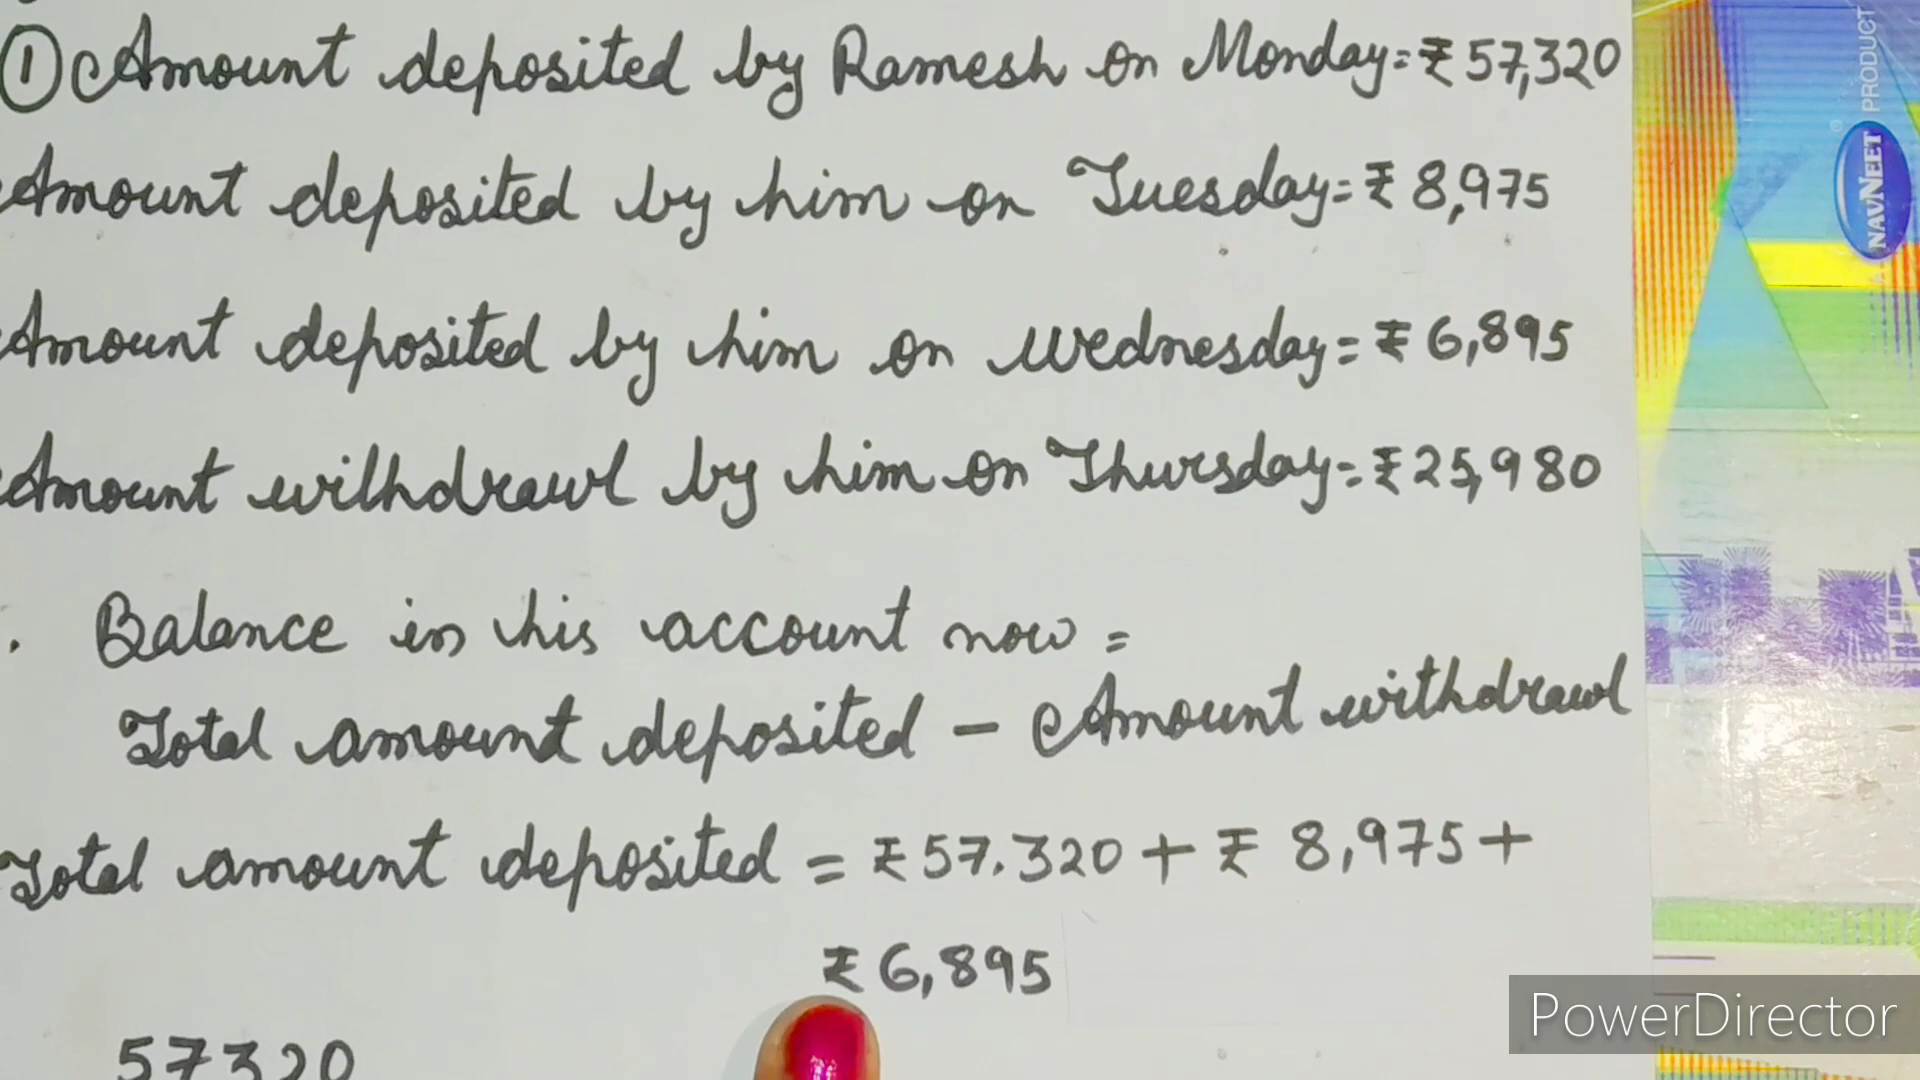 ① Amount deposited by Ramesh on Monday=₹57,320
Amount deposited by him on Tuesday=₹8,975
Amount deposited by him on wednesday=₹6,895
Amount withdrawl by him on Thursday=₹25,980
. Balance in his account now =
Total amount deposited - Amount withdrawl
Total amount deposited = ₹57.320 + ₹ 8,975 +
₹6,895
57320
NAVNEET PRODUCT
PowerDirector